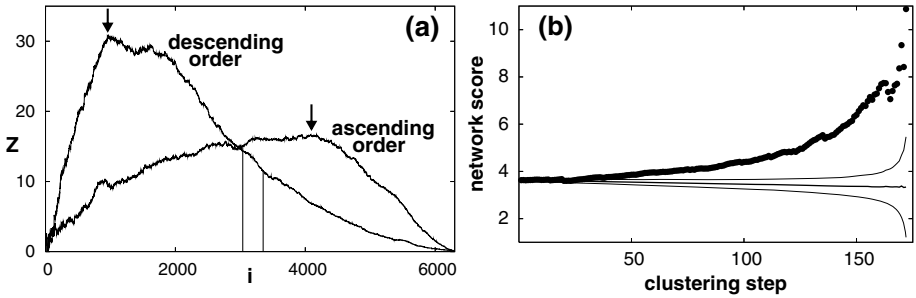 (a)
descending
order
ascending
order
30
20
10
0
Z
0
2000
4000
6000
i
(b)
10
8
6
4
2
network score
50
100
150
clustering step